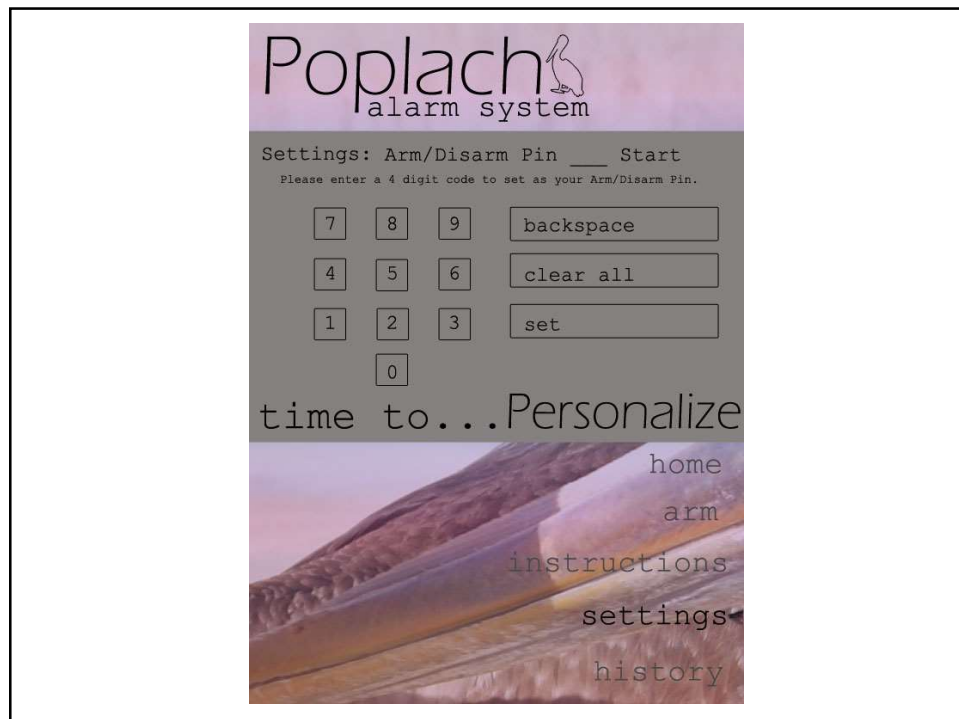 Poplach
alarm system
Settings: Arm/Disarm Pin ___ Start
Please enter a 4 digit code to set as your Arm/Disarm Pin.
7 8 9 backspace
4 5 6 clear all
1 2 3 set
0
time to...Personalize
home
arm
instructions
settings
history